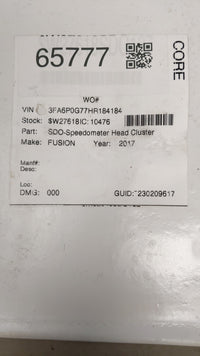 65777
CORE
WO#
VIN 3FA6P0G77HR184184
Stock: $W27618IC:10476
Part: SDO-Speedometer Head Cluster
Make: FUSION Year: 2017
Manf#:
Desc:
Loc:
DMG: 000 GUID: 230209617